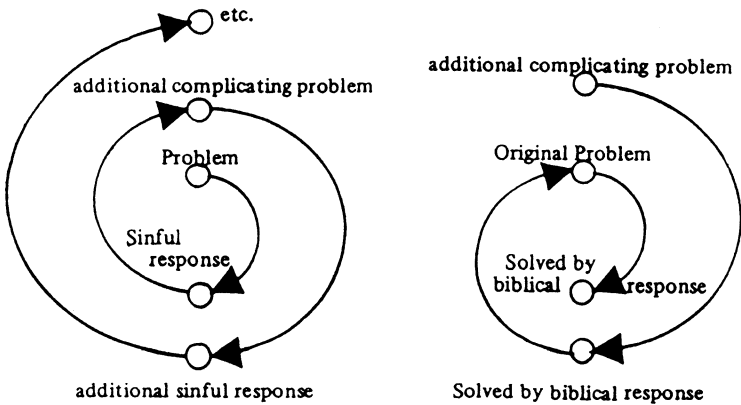 etc.
additional complicating problem
Problem
Sinful
response
additional sinful response
additional complicating problem
Original Problem
Solved by
biblical response
Solved by biblical response